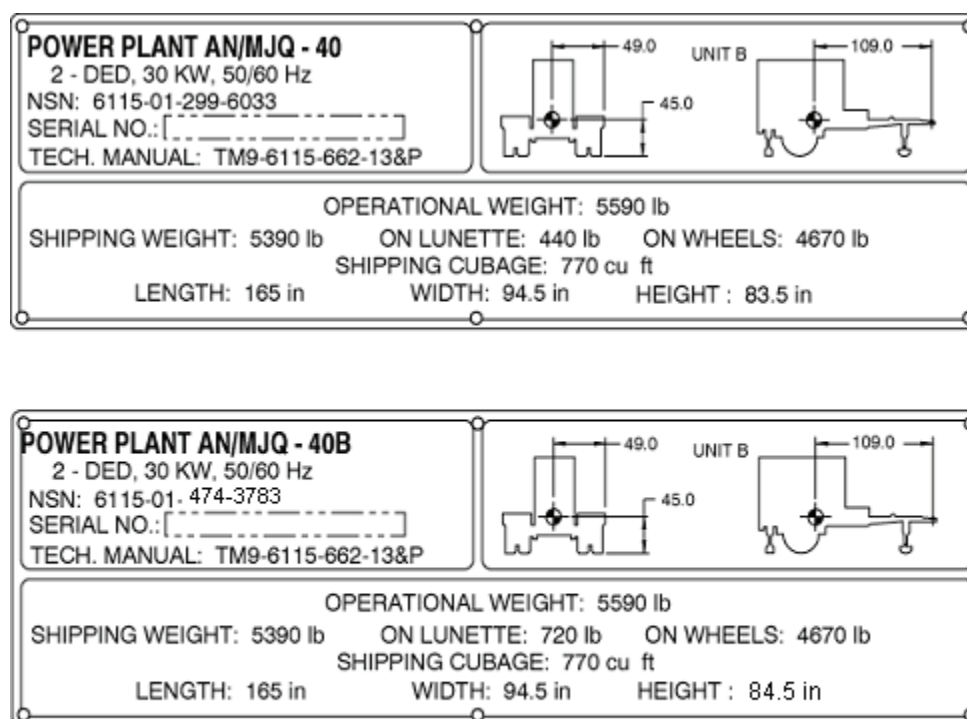 POWER PLANT AN/MJQ - 40
2 - DED, 30 KW, 50/60 Hz
NSN: 6115-01-299-6033
SERIAL NO.:
TECH. MANUAL: TM9-6115-662-13&P
49.0
45.0
UNIT B
109.0
OPERATIONAL WEIGHT: 5590 lb
SHIPPING WEIGHT: 5390 lb ON LUNETTE: 440 lb ON WHEELS: 4670 lb
SHIPPING CUBAGE: 770 cu ft
LENGTH: 165 in WIDTH: 94.5 in HEIGHT : 83.5 in
POWER PLANT AN/MJQ - 40B
2 - DED, 30 KW, 50/60 Hz
NSN: 6115-01-474-3783
SERIAL NO.:
TECH. MANUAL: TM9-6115-662-13&P
49.0
45.0
UNIT B
109.0
OPERATIONAL WEIGHT: 5590 lb
SHIPPING WEIGHT: 5390 lb ON LUNETTE: 720 lb ON WHEELS: 4670 lb
SHIPPING CUBAGE: 770 cu ft
LENGTH: 165 in WIDTH: 94.5 in HEIGHT : 84.5 in